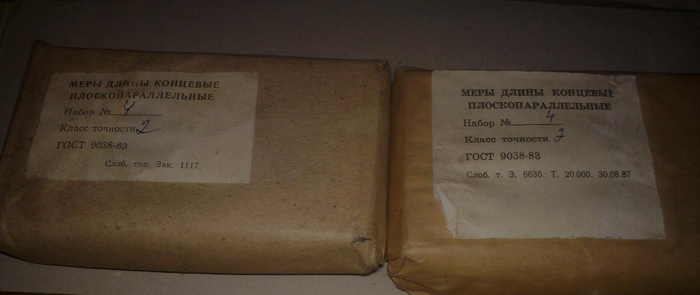 МЕРЫ ДЛИНЫ КОНЦЕВЫЕ
ПЛОСКОПАРАЛЛЕЛЬНЫЕ
Набор № 4
Класс точности 2
ГОСТ 9038-83
Слоб. тип. Зак. 1117.
МЕРЫ ДЛИНЫ КОНЦЕВЫЕ
ПЛОСКОПАРАЛЛЕЛЬНЫЕ
Набор № 4
Класс точности 2
ГОСТ 9038-83
Слоб. т. З. 6636. Т. 20 000. 30.08.87